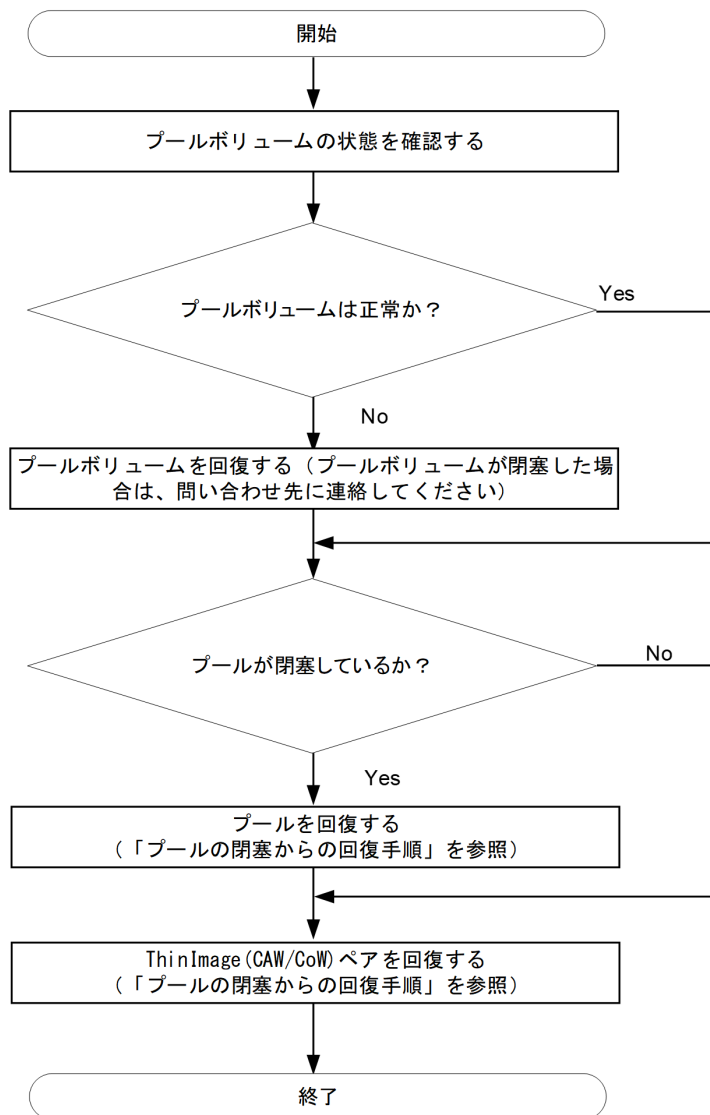 開始
プールボリュームの状態を確認する
プールボリュームは正常か？
Yes
No
プールボリュームを回復する（プールボリュームが閉塞した場
合は、問い合わせ先に連絡してください）
プールが閉塞しているか？
No
Yes
プールを回復する
（「プールの閉塞からの回復手順」を参照）
ThinImage(CAW/CoW)ペアを回復する
（「プールの閉塞からの回復手順」を参照）
終了